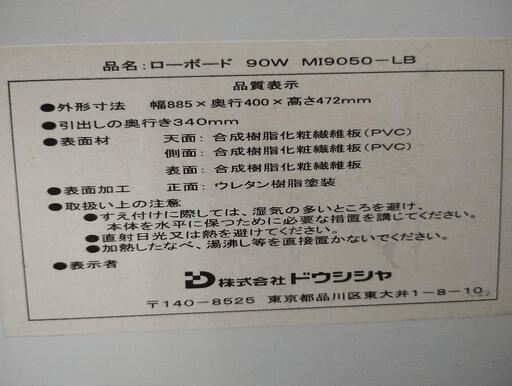 品名:ローボード 90W MI9050-LB
品質表示
●外形寸法 幅885×奥行400×高さ472mm
●引出しの奥行き340mm
●表面材 天面:合成樹脂化粧繊維板(PVC)
側面:合成樹脂化粧繊維板(PVC)
表面:合成樹脂化粧繊維板
●表面加工 正面:ウレタン樹脂塗装
●取扱い上の注意
●すえ付けに際しては、湿気の多いところを避け、
本体を水平に保つために必要な措置を講じてください。
●直射日光又は熱を避けてください。
●加熱したなべ、湯沸し等を直接置かないでください。
●表示者
株式会社ドウシシャ
〒140-8525 東京都品川区東大井1-8-10